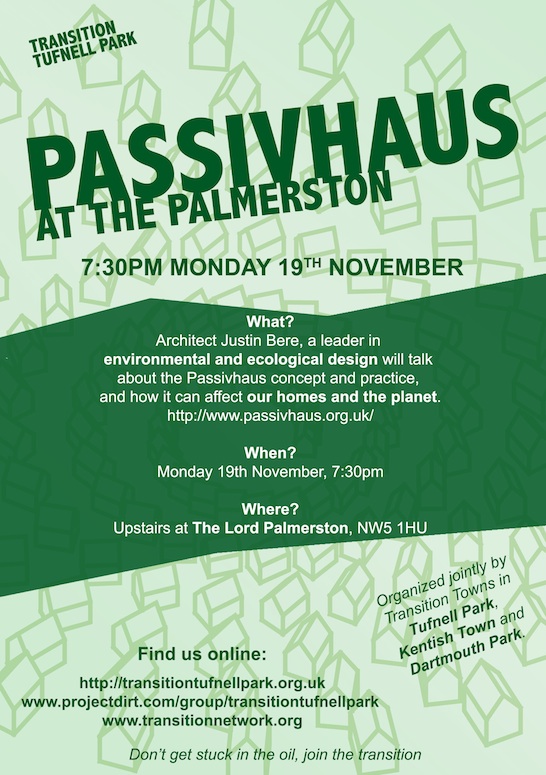 TRANSITION
TUFNELL PARK
PASSIVHAUS
AT THE PALMERSTON
7:30PM MONDAY 19TH NOVEMBER
What?
Architect Justin Bere, a leader in
environmental and ecological design will talk
about the Passivhaus concept and practice,
and how it can affect our homes and the planet.
http://www.passivhaus.org.uk/
When?
Monday 19th November, 7:30pm
Where?
Upstairs at The Lord Palmerston, NW5 1HU
Organized jointly by
Transition Towns in
Tufnell Park,
Kentish Town and
Dartmouth Park.
Find us online:
http://transitiontufnellpark.org.uk
www.projectdirt.com/group/transitiontufnellpark
www.transitionnetwork.org
Don't get stuck in the oil, join the transition